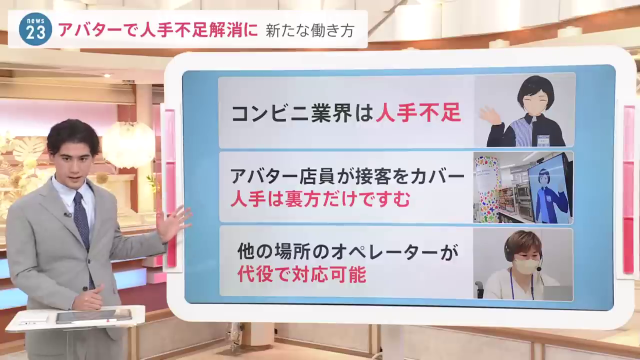 news
23
アバターで人手不足解消に 新たな働き方
コンビニ業界は人手不足
アバター店員が接客をカバー
人手は裏方だけですむ
他の場所のオペレーターが
代役で対応可能